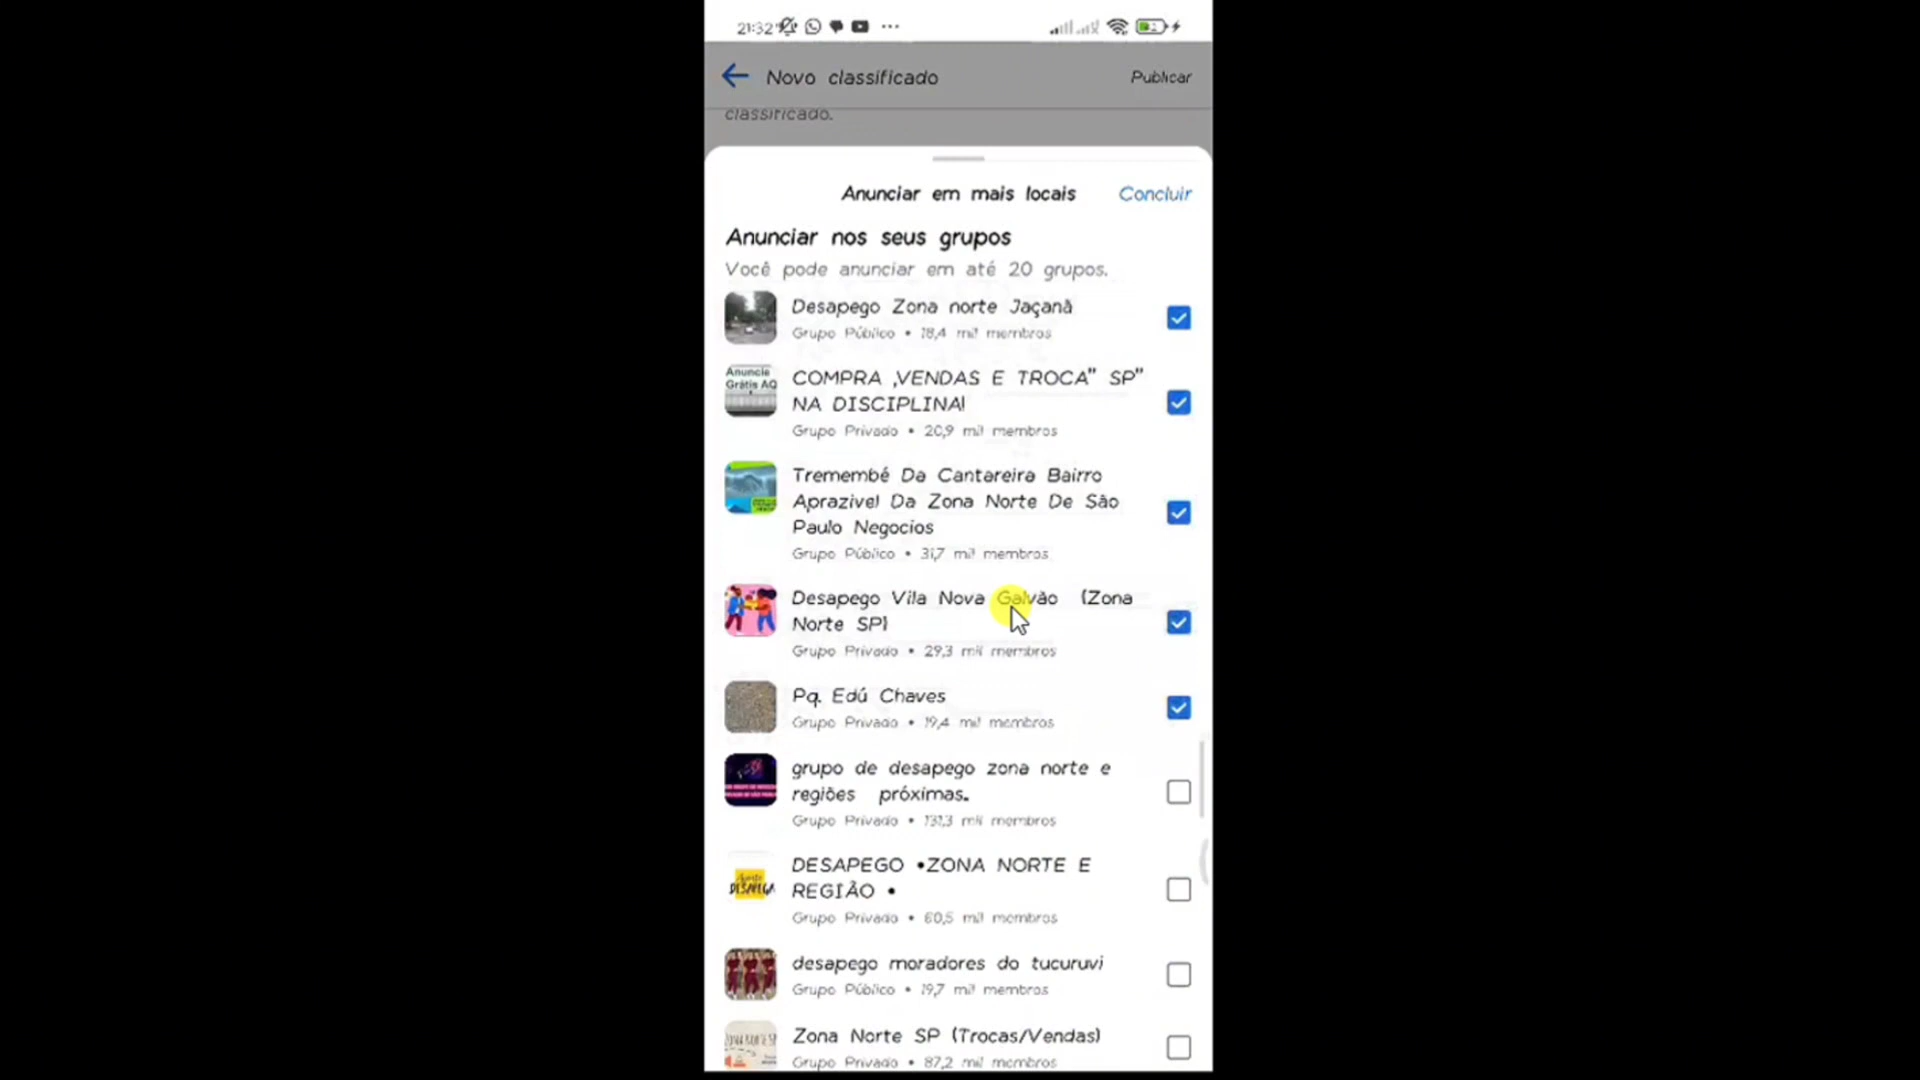 21:32
Novo classificado
Publicar
classificado.
Anunciar em mais locais
Concluir
Anunciar nos seus grupos
Você pode anunciar em até 20 grupos.
Desapego Zona norte Jaçanã
Grupo Público • 18,4 mil membros
Anuncie
Grátis AQ
COMPRA ,VENDAS E TROCA" SP"
NA DISCIPLINA!
Grupo Privado • 20,9 mil membros
Tremembé Da Cantareira Bairro
Aprazivel Da Zona Norte De São
Paulo Negocios
Grupo Público • 31,7 mil membros
Desapego Vila Nova Galvão (Zona
Norte SP)
Grupo Privado • 29,3 mil membros
Pq. Edú Chaves
Grupo Privado • 19,4 mil membros
grupo de desapego zona norte e
regiões próximas..
Grupo Privado • 131,3 mil membros
DESAPEGO •ZONA NORTE E
REGIÃO •
Grupo Privado • 60,5 mil membros
DESAPEGA
desapego moradores do tucuruvi
Grupo Público • 19,7 mil membros
Zona Norte SP (Trocas/Vendas)
Grupo Privado • 87,2 mil membros
ZONA NORTE SP